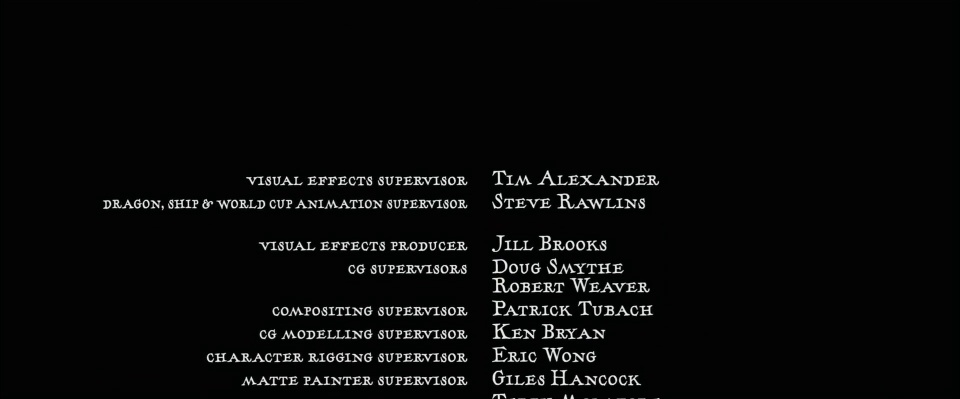 VISUAL EFFECTS SUPERVISOR TIM ALEXANDER
DRAGON, SHIP & WORLD CUP ANIMATION SUPERVISOR STEVE RAWLINS
VISUAL EFFECTS PRODUCER JILL BROOKS
CG SUPERVISORS DOUG SMYTHE
ROBERT WEAVER
COMPOSITING SUPERVISOR PATRICK TUBACH
CG MODELLING SUPERVISOR KEN BRYAN
CHARACTER RIGGING SUPERVISOR ERIC WONG
MATTE PAINTER SUPERVISOR GILES HANCOCK